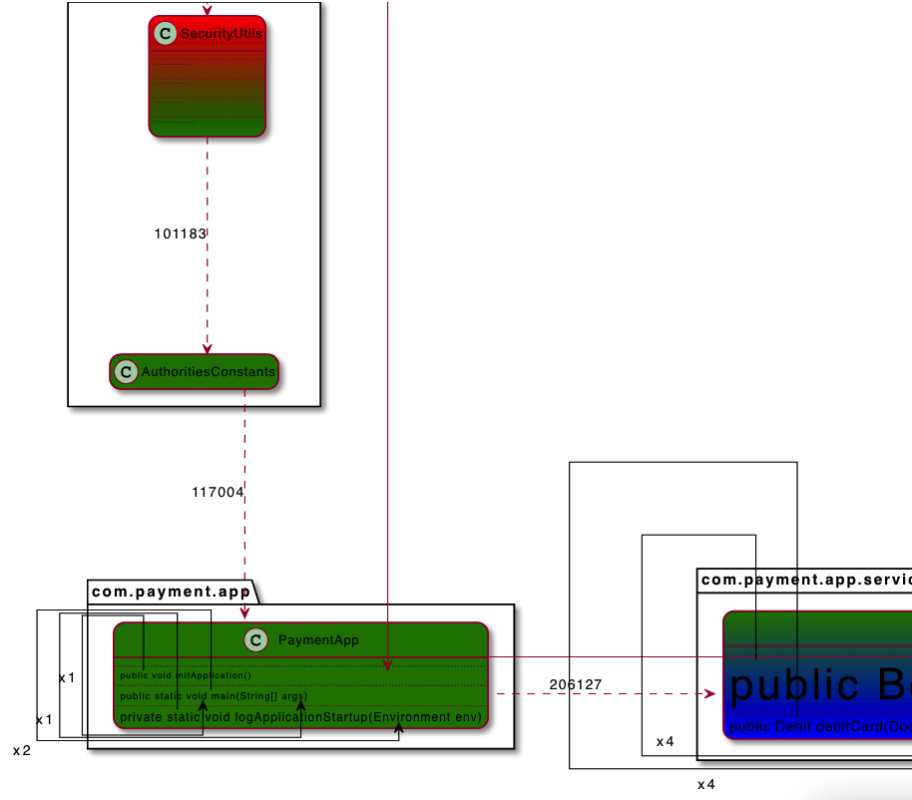 C SecurityUtils
101183
C AuthoritiesConstants
117004
com.payment.app
C PaymentApp
public void initApplication()
public static void main(String[] args)
private static void logApplicationStartup(Environment env)
x1
x1
x2
206127
com.payment.app.servic
public B
public Debit debitCard(Dou
x4
x4